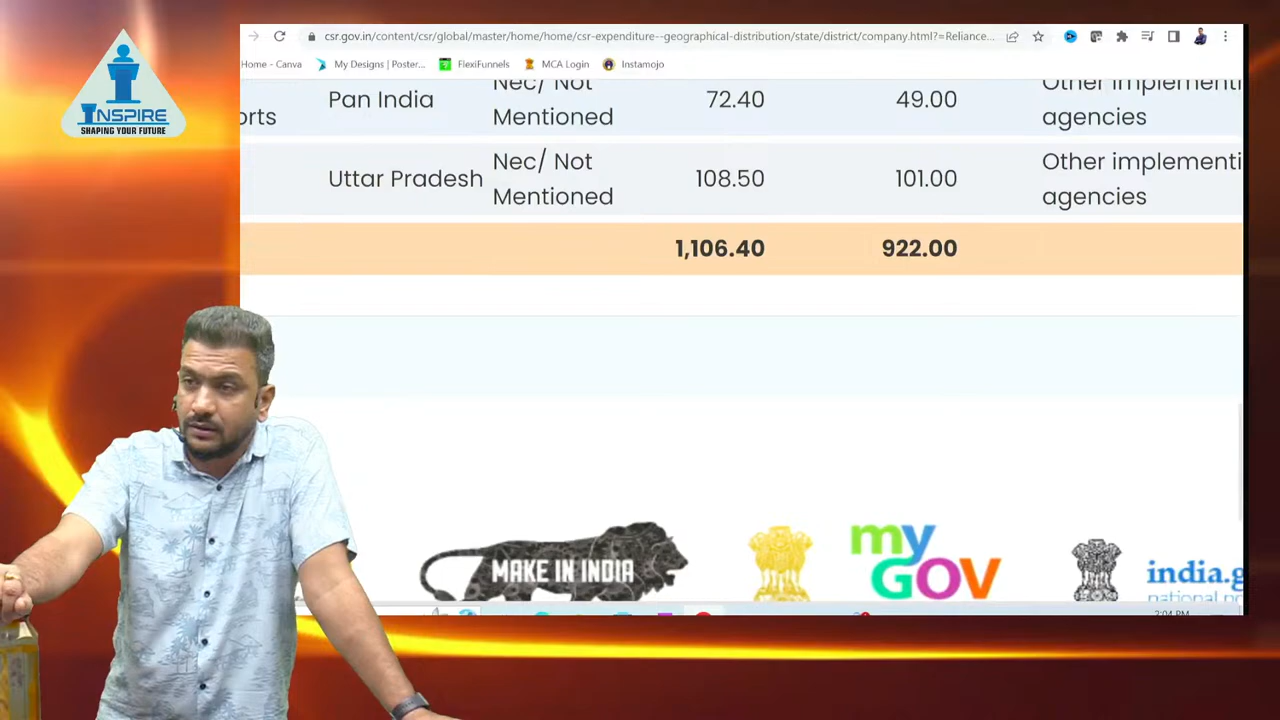 INSPIRE
SHAPING YOUR FUTURE
csr.gov.in/content/csr/global/master/home/home/csr-expenditure--geographical-distribution/state/district/company.html?=Reliance...
Home - Canva My Designs | Poster... FlexiFunnels MCA Login Instamojo
orts Pan India Nec/ Not Mentioned 72.40 49.00 Other implementi agencies
Uttar Pradesh Nec/ Not Mentioned 108.50 101.00 Other implementi agencies
1,106.40 922.00
MAKE IN INDIA
my GOV
india.g
2:04 PM